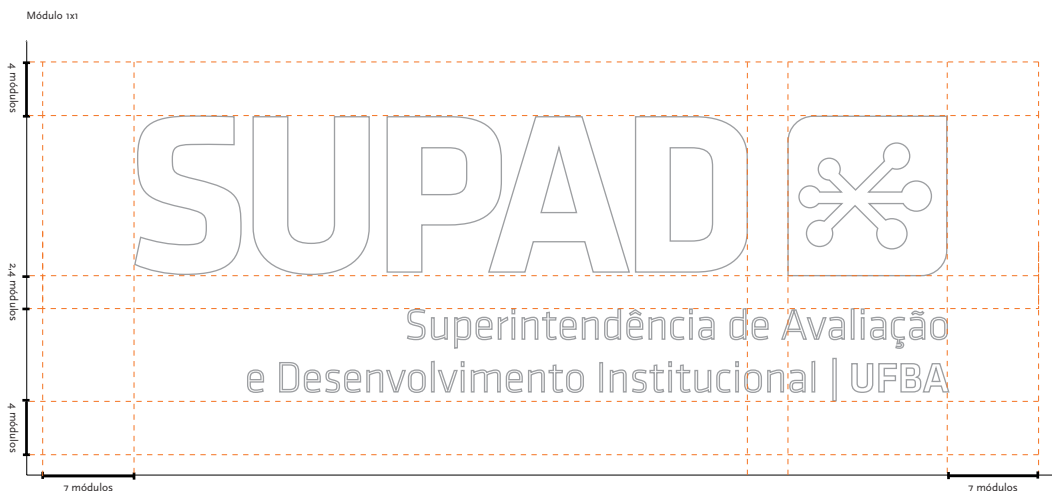 Módulo 1x1
4 módulos
SUPAD
2,4 módulos
Superintendência de Avaliação
e Desenvolvimento Institucional | UFBA
4 módulos
7 módulos
7 módulos